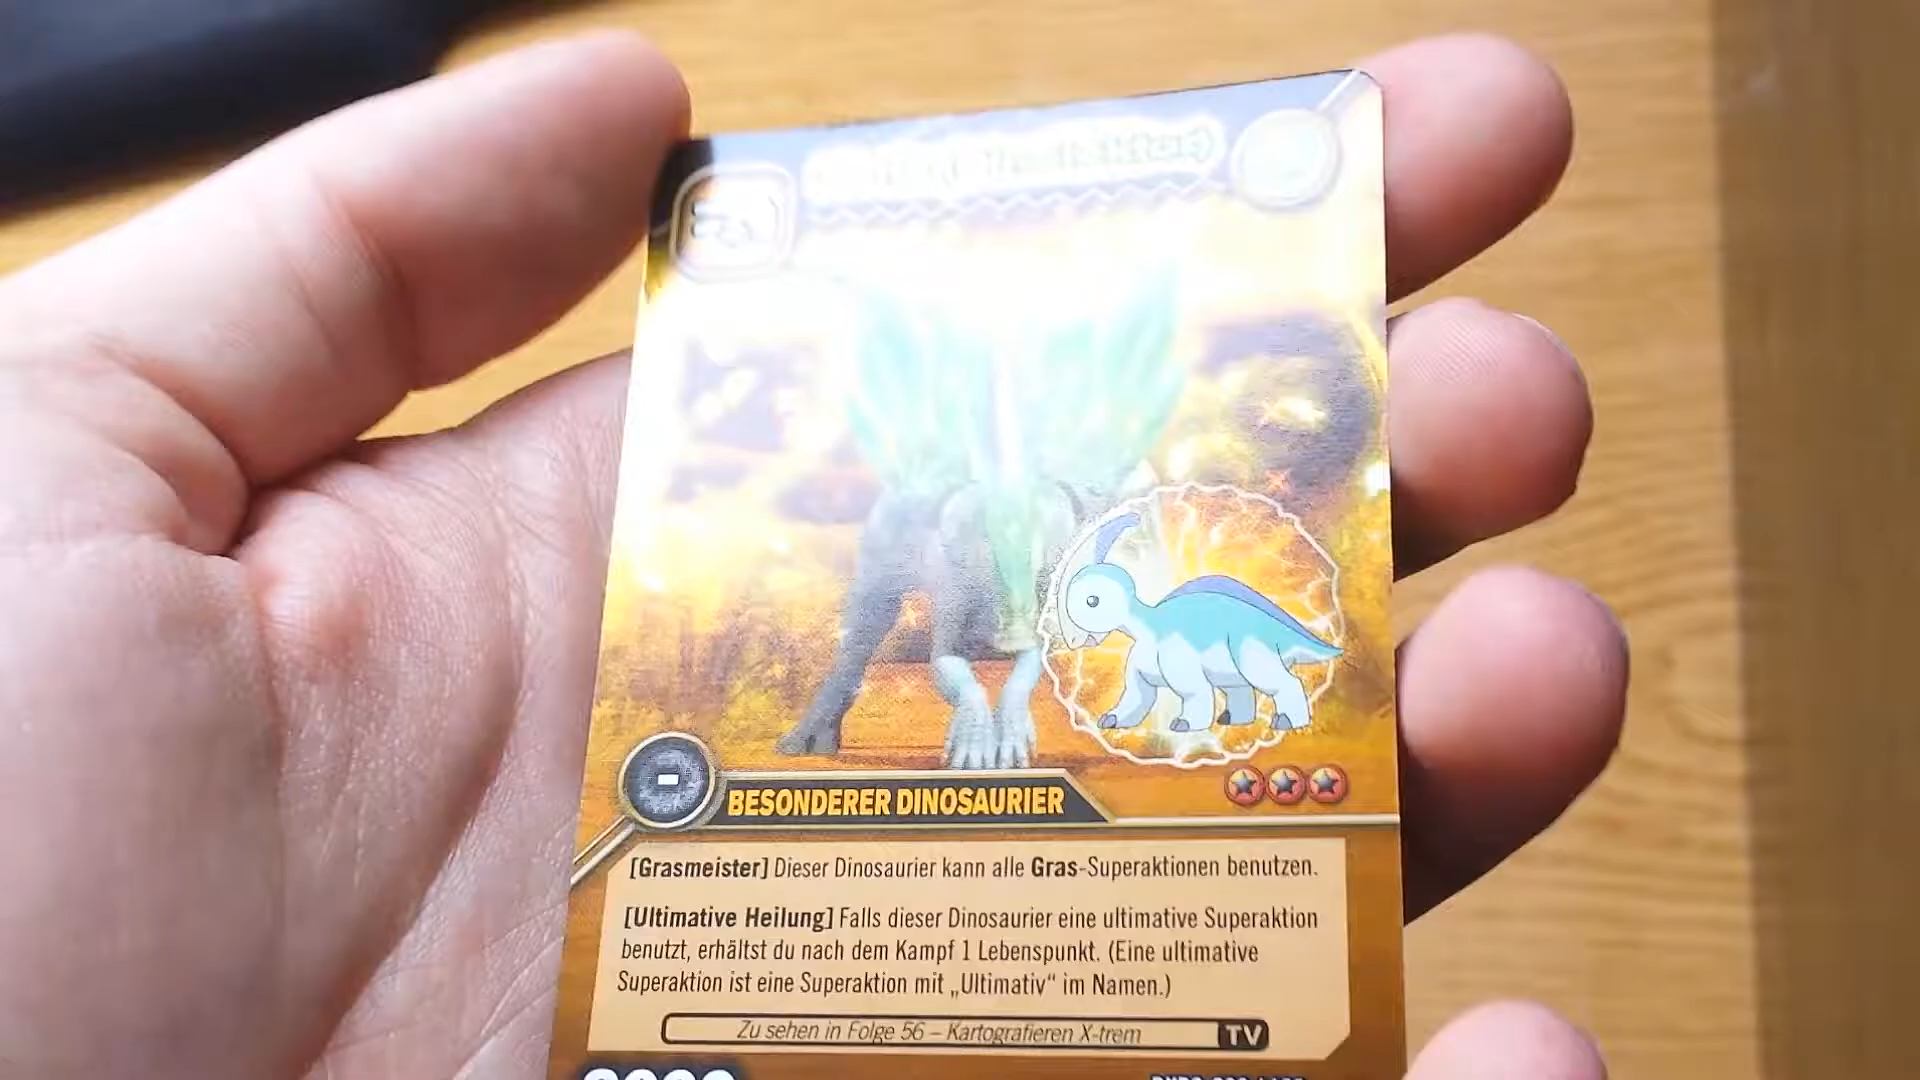 BESONDERER DINOSAURIER
[Grasmeister] Dieser Dinosaurier kann alle Gras-Superaktionen benutzen.
[Ultimative Heilung] Falls dieser Dinosaurier eine ultimative Superaktion
benutzt, erhältst du nach dem Kampf 1 Lebenspunkt. (Eine ultimative
Superaktion ist eine Superaktion mit „Ultimativ“ im Namen.)
Zu sehen in Folge 56 – Kartografieren X-trem TV